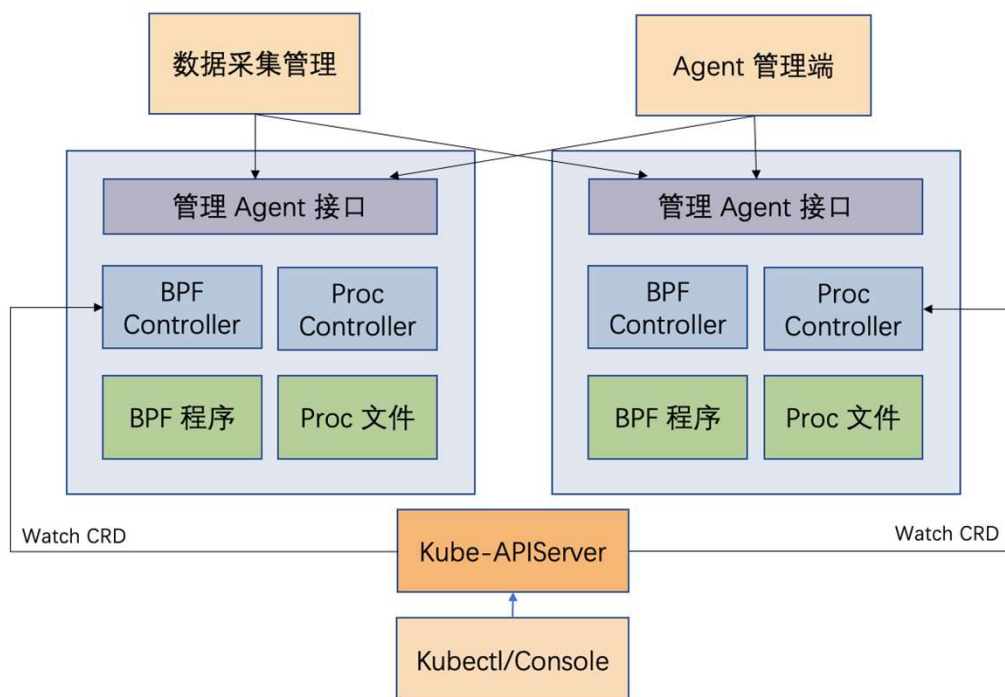 数据采集管理
Agent 管理端
管理 Agent 接口
管理 Agent 接口
BPF
Controller
Proc
Controller
BPF
Controller
Proc
Controller
BPF 程序
Proc 文件
BPF 程序
Proc 文件
Watch CRD
Watch CRD
Kube-APIServer
Kubectl/Console